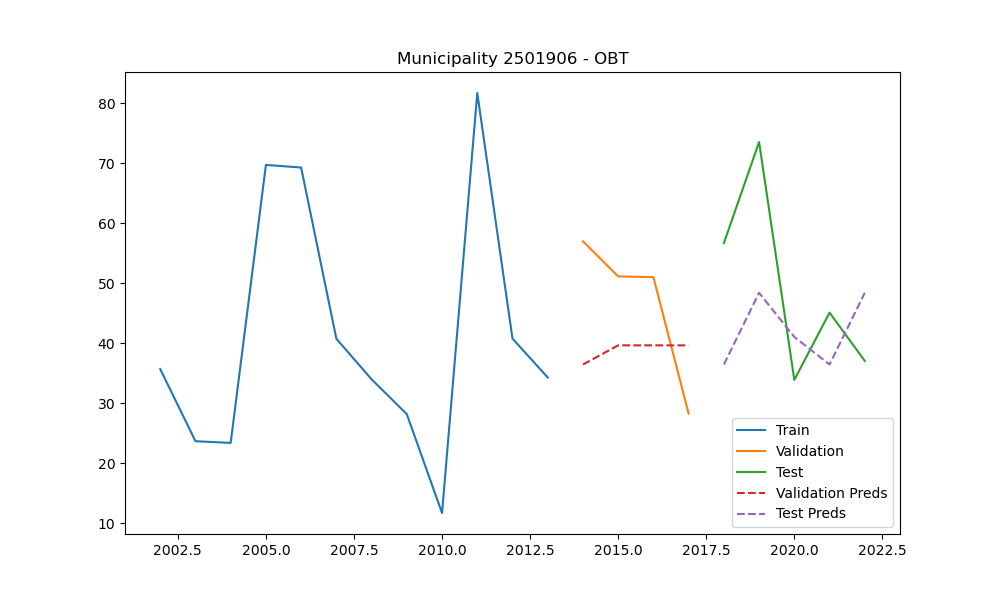 Municipality 2501906 - OBT
80
70
60
50
40
30
20
10
2002.5 2005.0 2007.5 2010.0 2012.5 2015.0 2017.5 2020.0 2022.5
Train
Validation
Test
Validation Preds
Test Preds